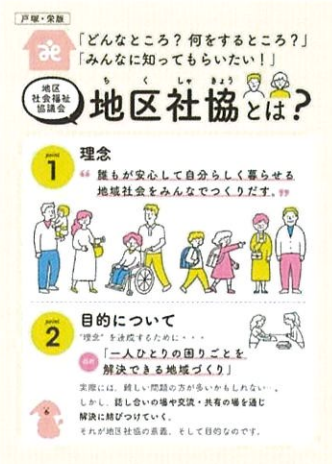 戸塚・栄版
「どんなところ？何をするところ？」
「みんなに知ってもらいたい！」
地区
社会福祉
協議会
ちくしゃきょう
地区社協とは？
point
1
理念
“誰もが安心して自分らしく暮らせる
地域社会をみんなでつくりだす。”
point
2
目的について
“理念”を達成するために・・・
「一人ひとりの困りごとを
解決できる地域づくり」
実際には、難しい問題の方が多いかもしれない…。
しかし、話し合いの場や交流・共有の場を通じ
解決に結びつけていく。
それが地区社協の意義、そして目的なのです。